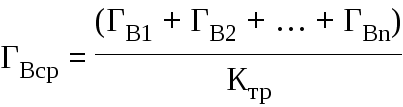 Г_Вср = (Г_В1 + Г_В2 + … + Г_Вn) / К_тр